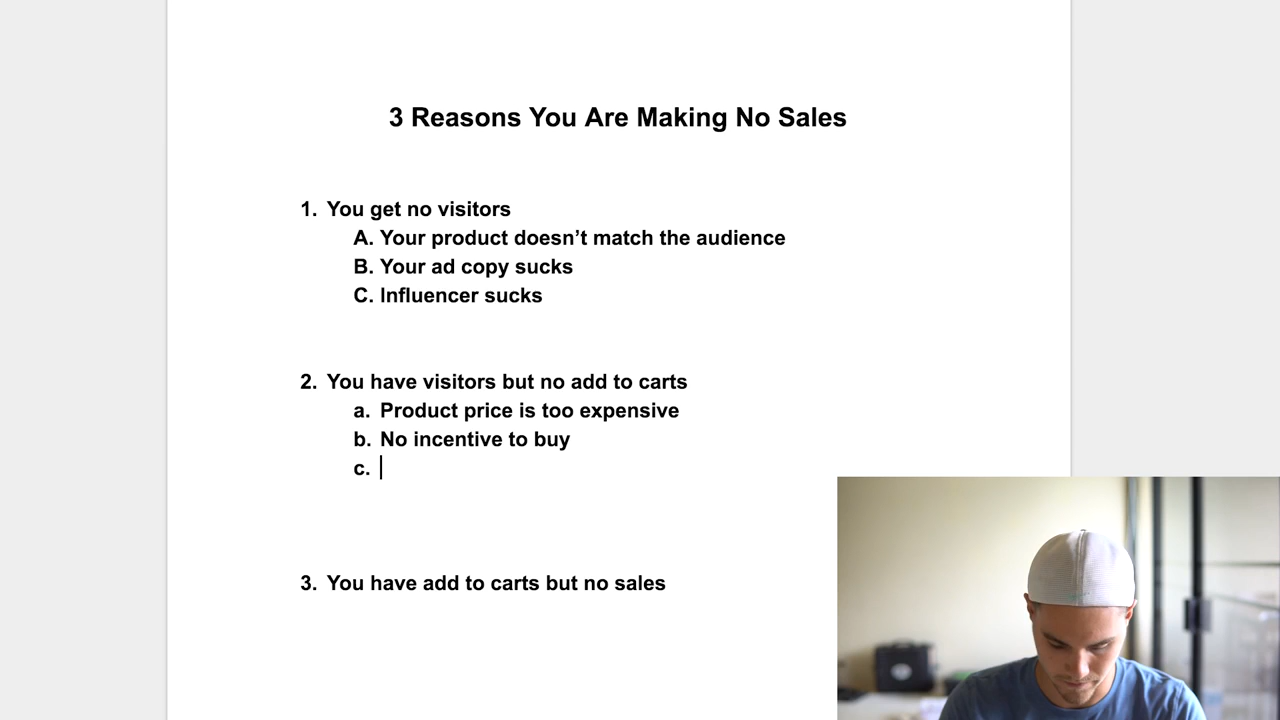 3 Reasons You Are Making No Sales
1. You get no visitors
A. Your product doesn’t match the audience
B. Your ad copy sucks
C. Influencer sucks
2. You have visitors but no add to carts
a. Product price is too expensive
b. No incentive to buy
c.
3. You have add to carts but no sales